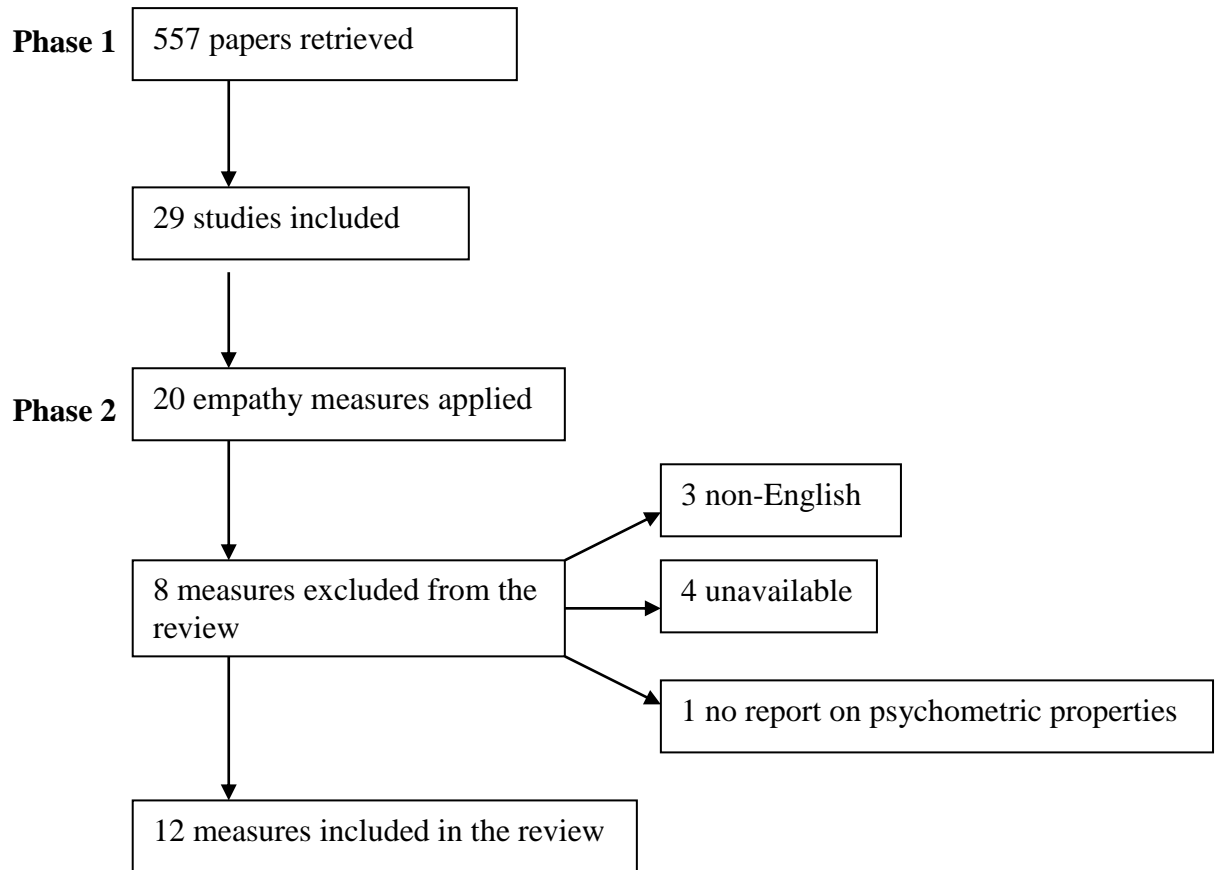 Phase 1
557 papers retrieved
29 studies included
Phase 2
20 empathy measures applied
3 non-English
8 measures excluded from the
review
4 unavailable
1 no report on psychometric properties
12 measures included in the review